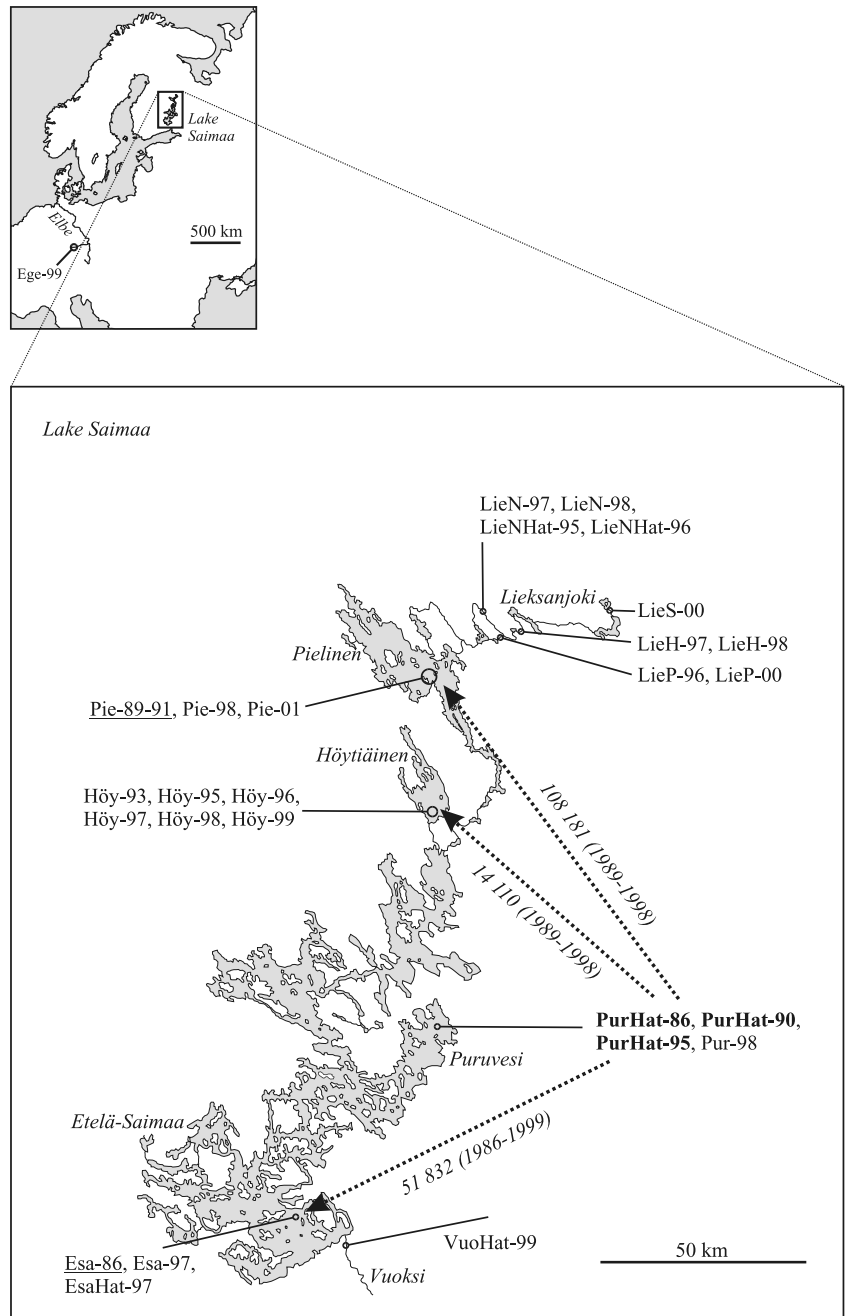 Lake
Saimaa
Elbe
500 km
Ege-99
Lake Saimaa
LieN-97, LieN-98,
LieNHat-95, LieNHat-96
Lieksanjoki
LieS-00
LieH-97, LieH-98
LieP-96, LieP-00
Pielinen
Pie-89-91, Pie-98, Pie-01
Höytiäinen
Höy-93, Höy-95, Höy-96,
Höy-97, Höy-98, Höy-99
108 181 (1989-1998)
14 110 (1989-1998)
PurHat-86, PurHat-90,
PurHat-95, Pur-98
Puruvesi
Etelä-Saimaa
51 832 (1986-1999)
Esa-86, Esa-97,
EsaHat-97
VuoHat-99
Vuoksi
50 km